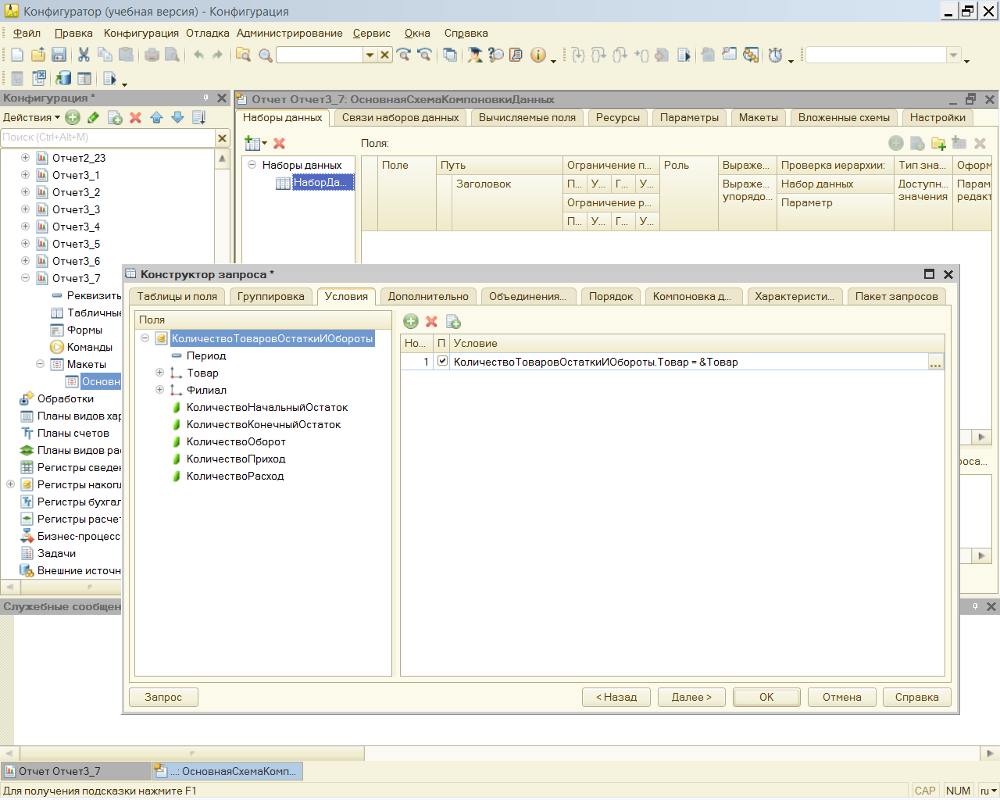 Конфигуратор (учебная версия) - Конфигурация
Файл Правка Конфигурация Отладка Администрирование Сервис Окна Справка
Конфигурация *
Действия
Поиск (Ctrl+Alt+M)
Отчет2_23
Отчет3_1
Отчет3_2
Отчет3_3
Отчет3_4
Отчет3_5
Отчет3_6
Отчет3_7
Реквизиты
Табличные
Формы
Команды
Макеты
Основн
Обработки
Планы видов хар
Планы счетов
Планы видов ра
Регистры сведен
Регистры накопл
Регистры бухгал
Регистры расчет
Бизнес-процесс
Задачи
Внешние источн
Отчет Отчет3_7: ОсновнаяСхемаКомпоновкиДанных
Наборы данных Связи наборов данных Вычисляемые поля Ресурсы Параметры Макеты Вложенные схемы Настройки
Поля:
Наборы данных
НаборДа...
Поле Путь Ограничение п... Роль Выраже... Проверка иерархии: Тип зна... Оформ
Заголовок П... У... Г... У... Выраже... упорядо... Набор данных Доступн... значения Парам редакт
Ограничение р... Параметр
П... У... Г... У...
роса...
Конструктор запроса *
Таблицы и поля Группировка Условия Дополнительно Объединения... Порядок Компоновка д... Характеристи... Пакет запросов
Поля
КоличествоТоваровОстаткиИОбороты
Период
Товар
Филиал
КоличествоНачальныйОстаток
КоличествоКонечныйОстаток
КоличествоОборот
КоличествоПриход
КоличествоРасход
Но... П Условие
1 КоличествоТоваровОстаткиИОбороты.Товар = &Товар ...
Запрос < Назад Далее > OK Отмена Справка
Служебные сообщен
Отчет Отчет3_7 ...: ОсновнаяСхемаКомп...
Для получения подсказки нажмите F1 CAP NUM ru